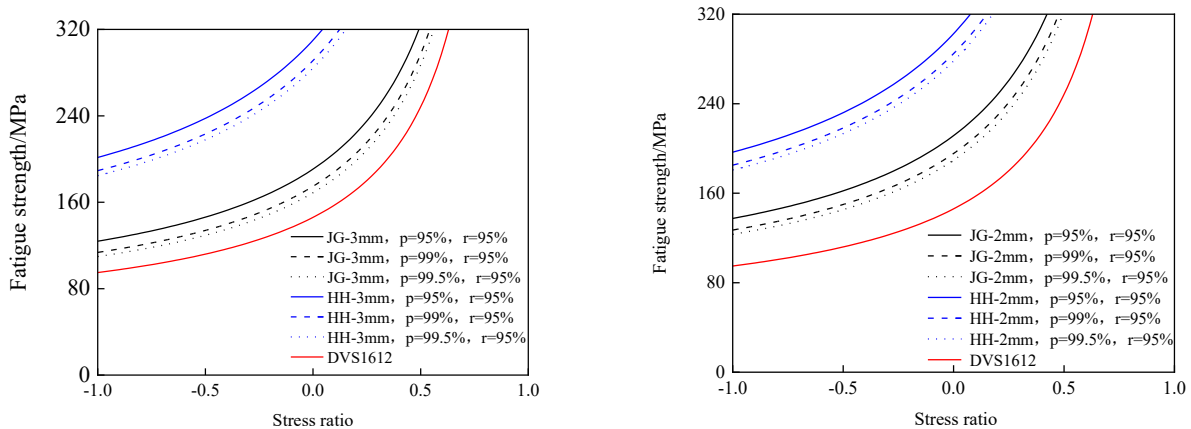 320
240
160
80
0
Fatigue strength/MPa
JG-3mm，p=95%，r=95%
JG-3mm，p=99%，r=95%
JG-3mm，p=99.5%，r=95%
HH-3mm，p=95%，r=95%
HH-3mm，p=99%，r=95%
HH-3mm，p=99.5%，r=95%
DVS1612
-1.0 -0.5 0.0 0.5 1.0
Stress ratio
320
240
160
80
0
Fatigue strength/MPa
JG-2mm，p=95%，r=95%
JG-2mm，p=99%，r=95%
JG-2mm，p=99.5%，r=95%
HH-2mm，p=95%，r=95%
HH-2mm，p=99%，r=95%
HH-2mm，p=99.5%，r=95%
DVS1612
-1.0 -0.5 0.0 0.5 1.0
Stress ratio